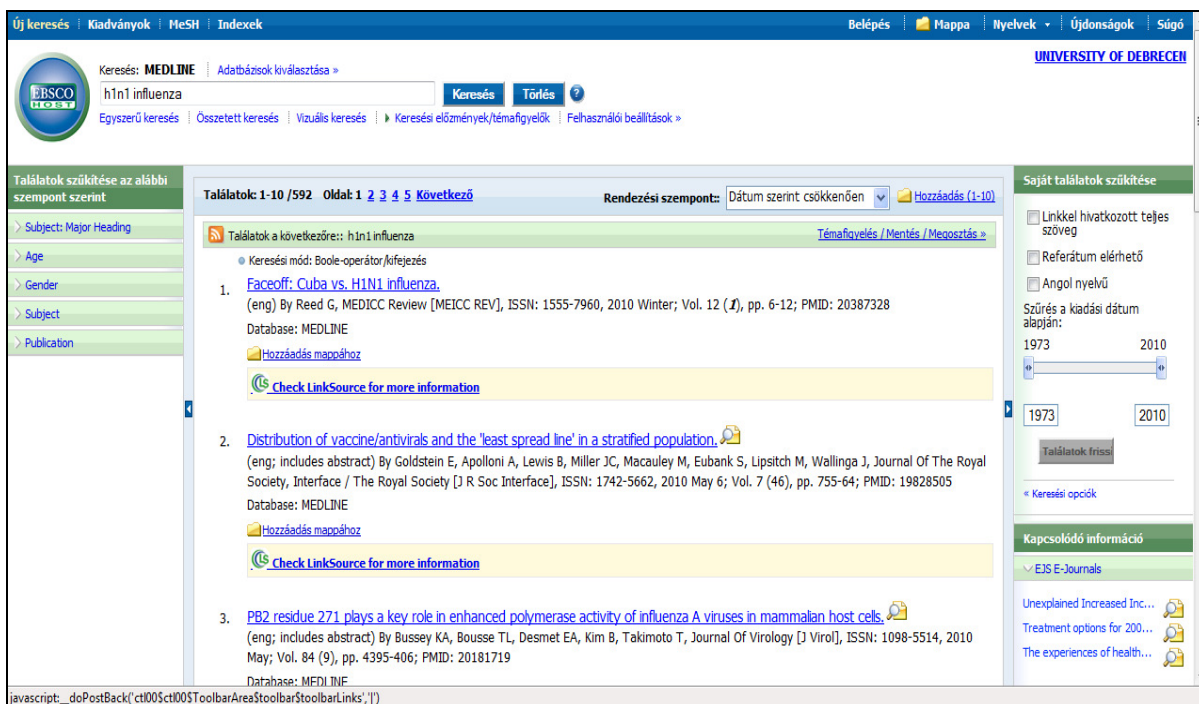 Új keresés Kiadványok MeSH Indexek Belépés Mappa Nyelvek Újdonságok Súgó
UNIVERSITY OF DEBRECEN
EBSCO
HOST
Keresés: MEDLINE Adatbázisok kiválasztása »
h1n1 influenza Keresés Törlés ?
Egyszerű keresés Összetett keresés Vizuális keresés Keresési előzmények/témafigyelők Felhasználói beállítások »
Találatok szűkítése az alábbi
szempont szerint
Subject: Major Heading
Age
Gender
Subject
Publication
Találatok: 1-10 /592 Oldal: 1 2 3 4 5 Következő Rendezési szempont:: Dátum szerint csökkenően Hozzáadás (1-10)
Találatok a következőre:: h1n1 influenza Témafigyelés / Mentés / Megosztás »
Keresési mód: Boole-operátor/kifejezés
1. Faceoff: Cuba vs. H1N1 influenza.
(eng) By Reed G, MEDICC Review [MEICC REV], ISSN: 1555-7960, 2010 Winter; Vol. 12 (1), pp. 6-12; PMID: 20387328
Database: MEDLINE
Hozzáadás mappához
LS Check LinkSource for more information
2. Distribution of vaccine/antivirals and the 'least spread line' in a stratified population.
(eng; includes abstract) By Goldstein E, Apolloni A, Lewis B, Miller JC, Macauley M, Eubank S, Lipsitch M, Wallinga J, Journal Of The Royal
Society, Interface / The Royal Society [J R Soc Interface], ISSN: 1742-5662, 2010 May 6; Vol. 7 (46), pp. 755-64; PMID: 19828505
Database: MEDLINE
Hozzáadás mappához
LS Check LinkSource for more information
3. PB2 residue 271 plays a key role in enhanced polymerase activity of influenza A viruses in mammalian host cells.
(eng; includes abstract) By Bussey KA, Bousse TL, Desmet EA, Kim B, Takimoto T, Journal Of Virology [J Virol], ISSN: 1098-5514, 2010
May; Vol. 84 (9), pp. 4395-406; PMID: 20181719
Database: MEDLINE
Saját találatok szűkítése
Linkkel hivatkozott teljes
szöveg
Referátum elérhető
Angol nyelvű
Szűrés a kiadási dátum
alapján:
1973 2010
1973 2010
Találatok frissí
« Keresési opciók
Kapcsolódó információ
EJS E-Journals
Unexplained Increased Inc...
Treatment options for 200...
The experiences of health...
javascript:__doPostBack('ctl00$ctl00$ToolbarArea$toolbar$toolbarLinks','|')